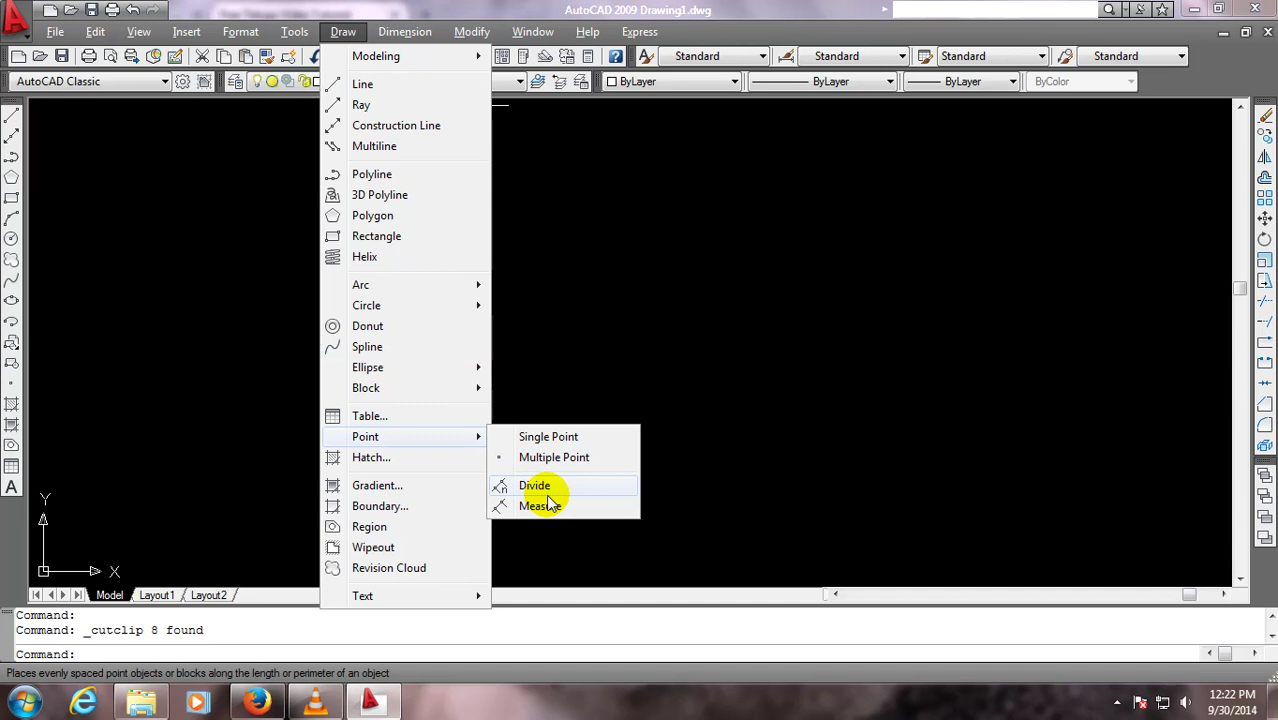 AutoCAD 2009 Drawing1.dwg
File Edit View Insert Format Tools Draw Dimension Modify Window Help Express
Standard Standard Standard Standard
AutoCAD Classic ByLayer ByLayer ByLayer ByColor
Modeling
Line
Ray
Construction Line
Multiline
Polyline
3D Polyline
Polygon
Rectangle
Helix
Arc
Circle
Donut
Spline
Ellipse
Block
Table...
Point
Hatch...
Gradient...
Boundary...
Region
Wipeout
Revision Cloud
Text
Single Point
Multiple Point
Divide
Measure
A
Y
X
Model Layout1 Layout2
Command:
Command: _cutclip 8 found
Command:
Places evenly spaced point objects or blocks along the length or perimeter of an object
12:22 PM
9/30/2014